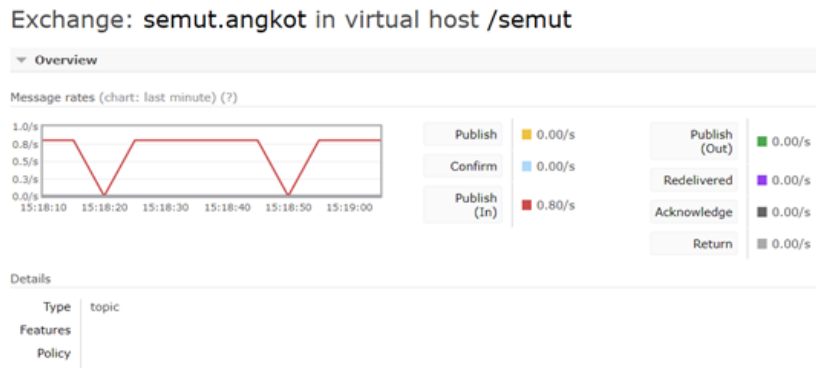 Exchange: semut.angkot in virtual host /semut
Overview
Message rates (chart: last minute) (?)
1.0/s
0.8/s
0.5/s
0.3/s
0.0/s
15:18:10 15:18:20 15:18:30 15:18:40 15:18:50 15:19:00
Publish 0.00/s
Confirm 0.00/s
Publish
(In) 0.80/s
Publish
(Out) 0.00/s
Redelivered 0.00/s
Acknowledge 0.00/s
Return 0.00/s
Details
Type topic
Features
Policy